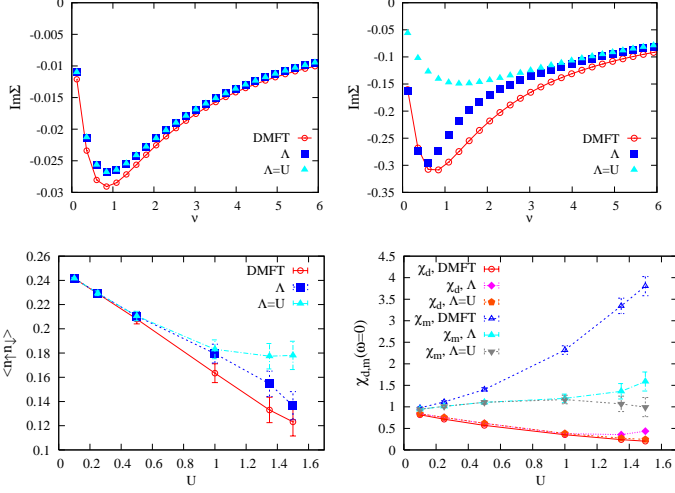 0
-0.005
-0.01
-0.015
-0.02
-0.025
-0.03
ImΣ
0 1 2 3 4 5 6
ν
DMFT
Λ
Λ=U
0
-0.05
-0.1
-0.15
-0.2
-0.25
-0.3
-0.35
ImΣ
0 1 2 3 4 5 6
ν
DMFT
Λ
Λ=U
0.26
0.24
0.22
0.2
0.18
0.16
0.14
0.12
0.1
<n↑n↓>
0 0.2 0.4 0.6 0.8 1 1.2 1.4 1.6
U
DMFT
Λ
Λ=U
4.5
4
3.5
3
2.5
2
1.5
1
0.5
0
χd,m(ω=0)
0 0.2 0.4 0.6 0.8 1 1.2 1.4 1.6
U
χd, DMFT
χd, Λ
χd, Λ=U
χm, DMFT
χm, Λ
χm, Λ=U